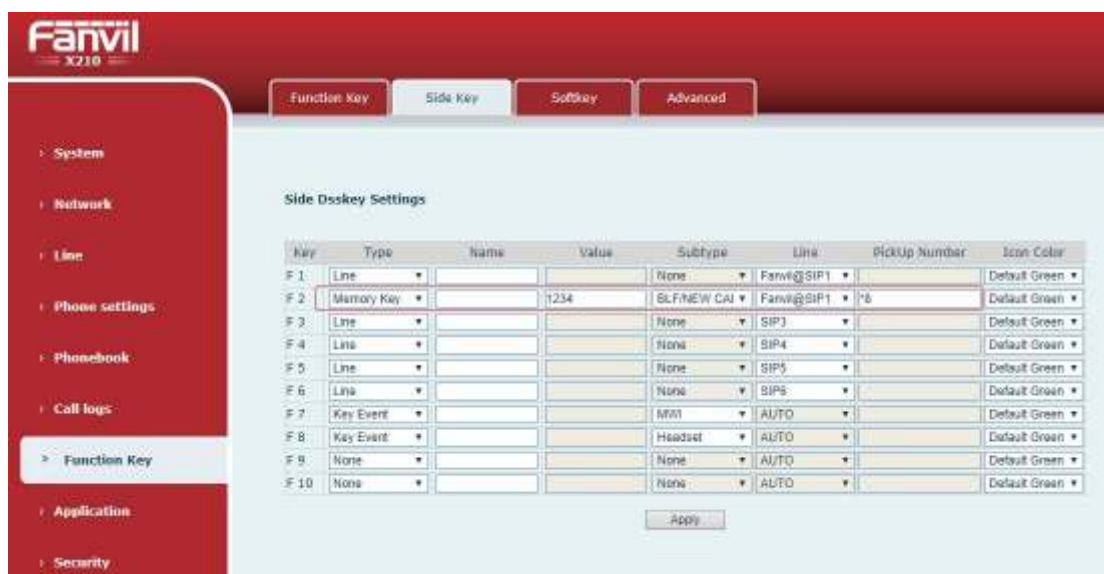 Fanvil
X210
Function Key Side Key Softkey Advanced
System
Network
Line
Phone settings
Phonebook
Call logs
Function Key
Application
Security
Side Dsskey Settings
Key Type Name Value Subtype Line PickUp Number Icon Color
F 1 Line None Fanvil@SIP1 Default Green
F 2 Memory Key 1234 BLF/NEW CAL Fanvil@SIP1 *8 Default Green
F 3 Line None SIP3 Default Green
F 4 Line None SIP4 Default Green
F 5 Line None SIP5 Default Green
F 6 Line None SIP6 Default Green
F 7 Key Event MWI AUTO Default Green
F 8 Key Event Headset AUTO Default Green
F 9 None None AUTO Default Green
F 10 None None AUTO Default Green
Apply